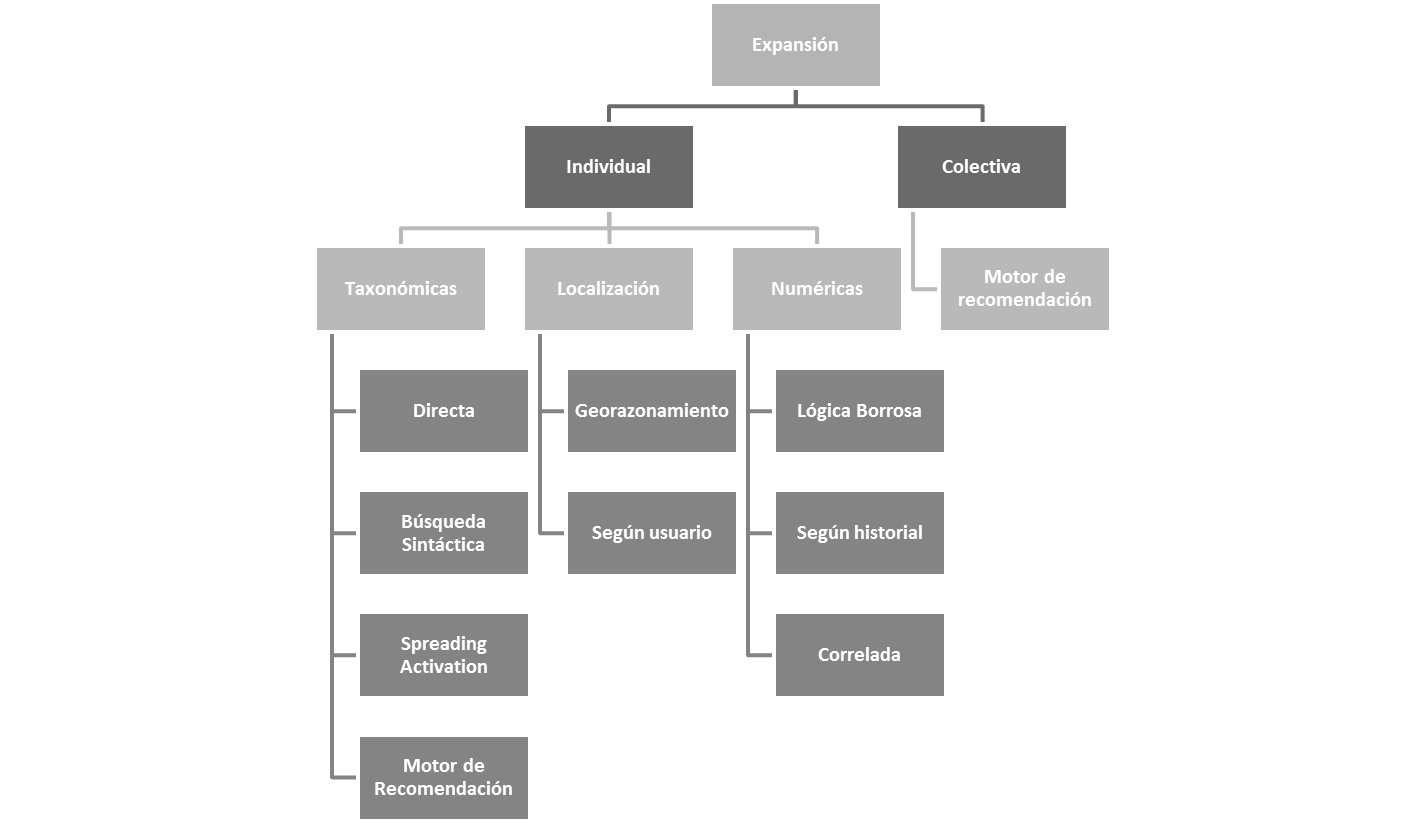 Expansión
Individual
Colectiva
Taxonómicas
Localización
Numéricas
Motor de
recomendación
Directa
Georazonamiento
Lógica Borrosa
Búsqueda
Sintáctica
Según usuario
Según historial
Spreading
Activation
Correlada
Motor de
Recomendación